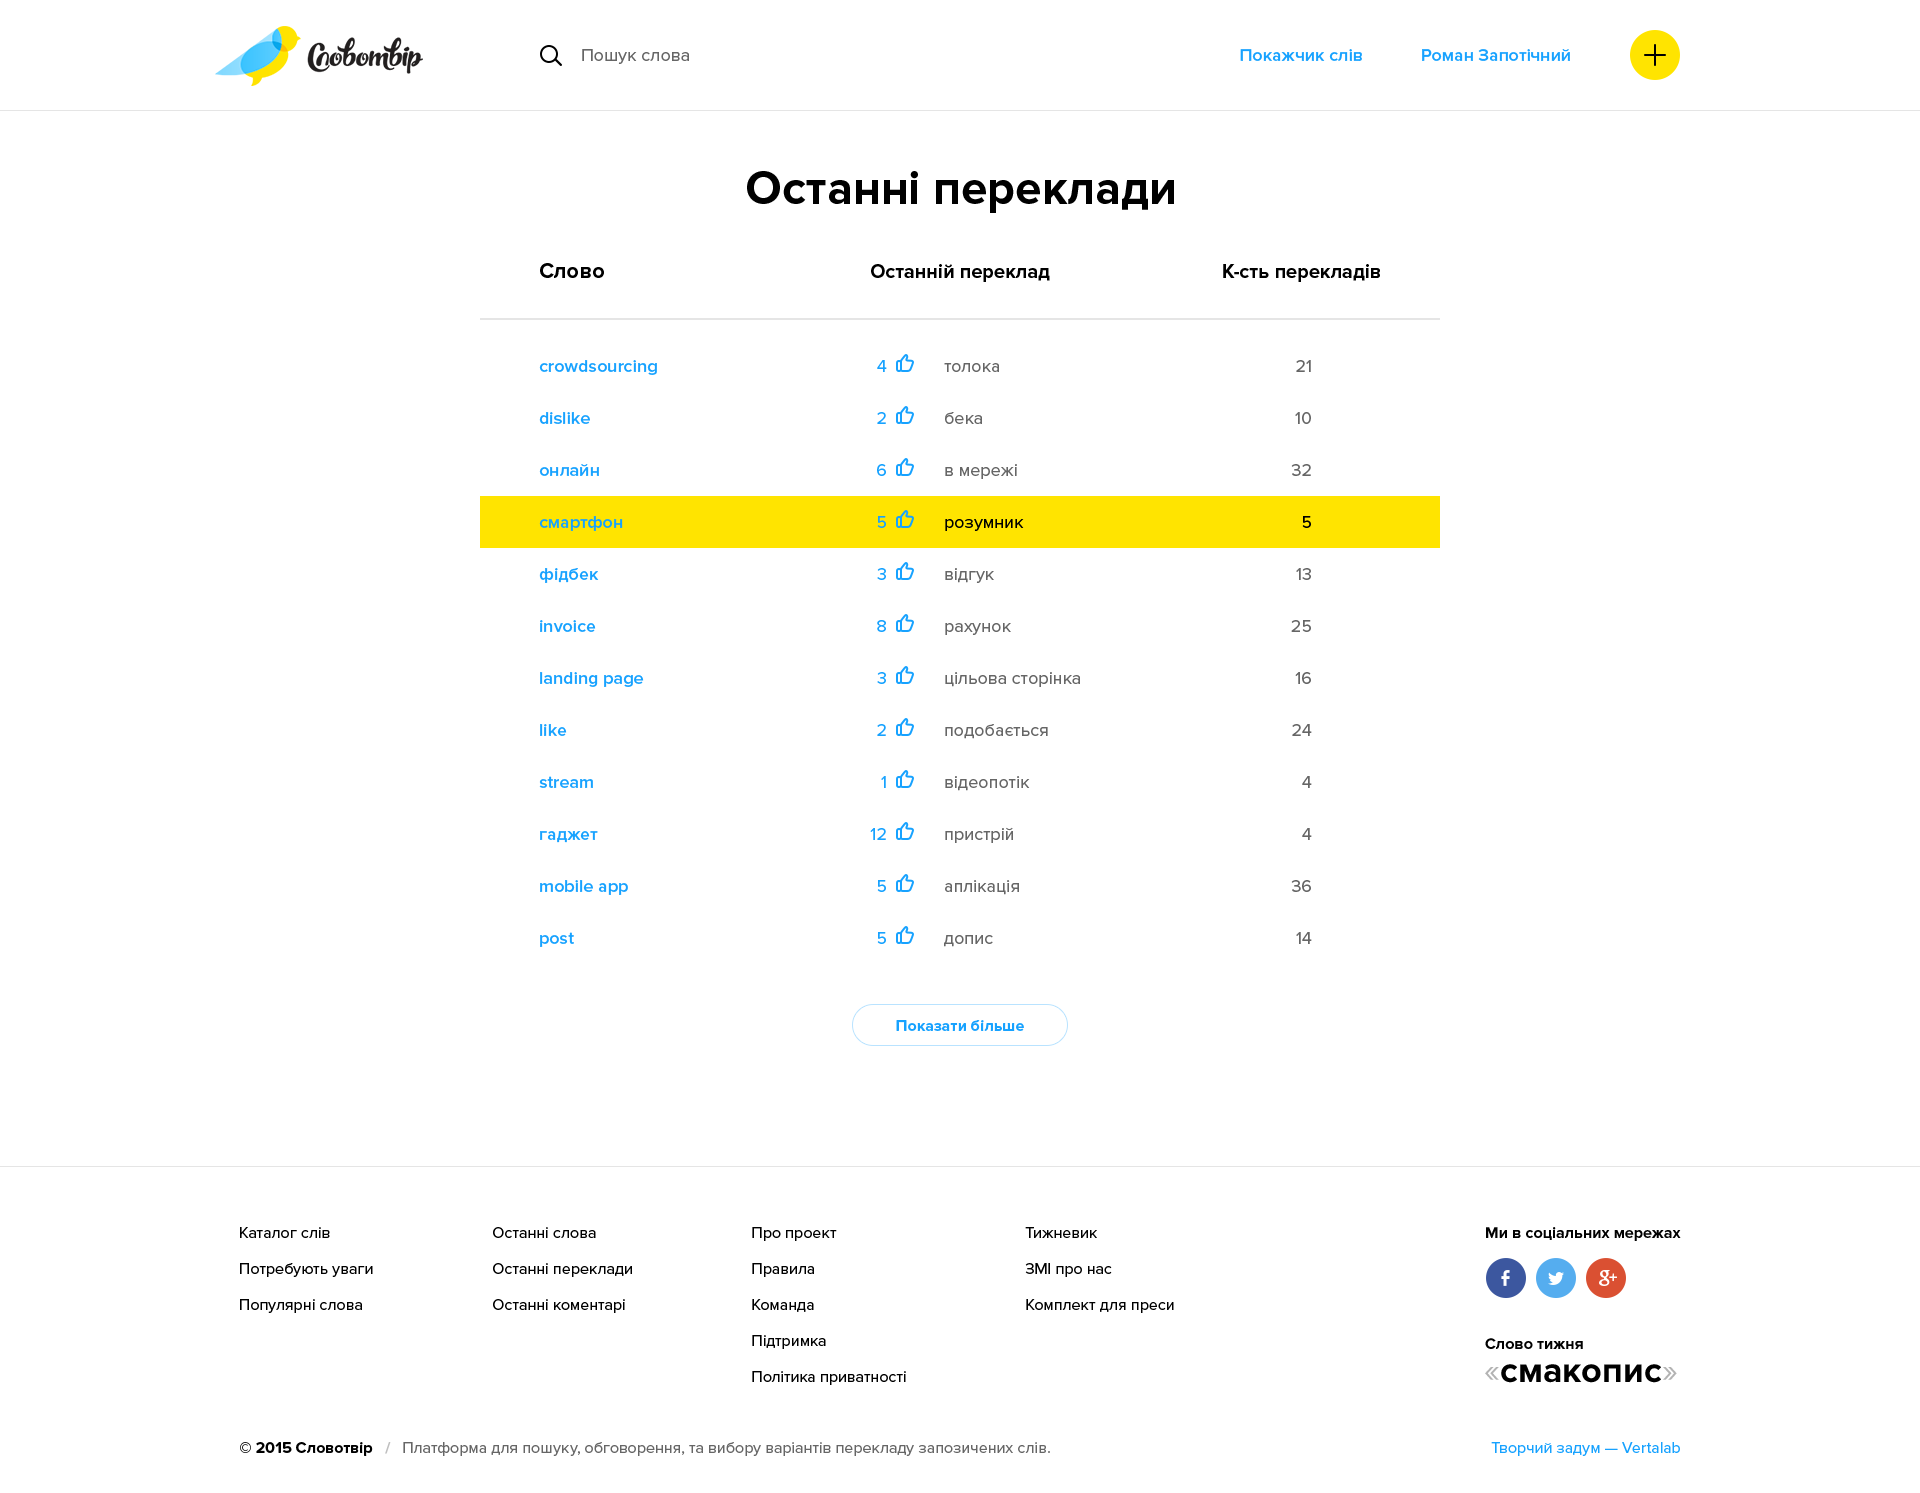 Словотвір
Пошук слова
Покажчик слів
Роман Запотічний
Останні переклади
Слово Останній переклад К-сть перекладів
crowdsourcing 4 толока 21
dislike 2 бека 10
онлайн 6 в мережі 32
смартфон 5 розумник 5
фідбек 3 відгук 13
invoice 8 рахунок 25
landing page 3 цільова сторінка 16
like 2 подобається 24
stream 1 відеопотік 4
гаджет 12 пристрій 4
mobile app 5 аплікація 36
post 5 допис 14
Показати більше
Каталог слів
Потребують уваги
Популярні слова
Останні слова
Останні переклади
Останні коментарі
Про проект
Правила
Команда
Підтримка
Політика приватності
Тижневик
ЗМІ про нас
Комплект для преси
Ми в соціальних мережах
f g+
Слово тижня
«смакопис»
© 2015 Словотвір / Платформа для пошуку, обговорення, та вибору варіантів перекладу запозичених слів.
Творчий задум — Vertalab